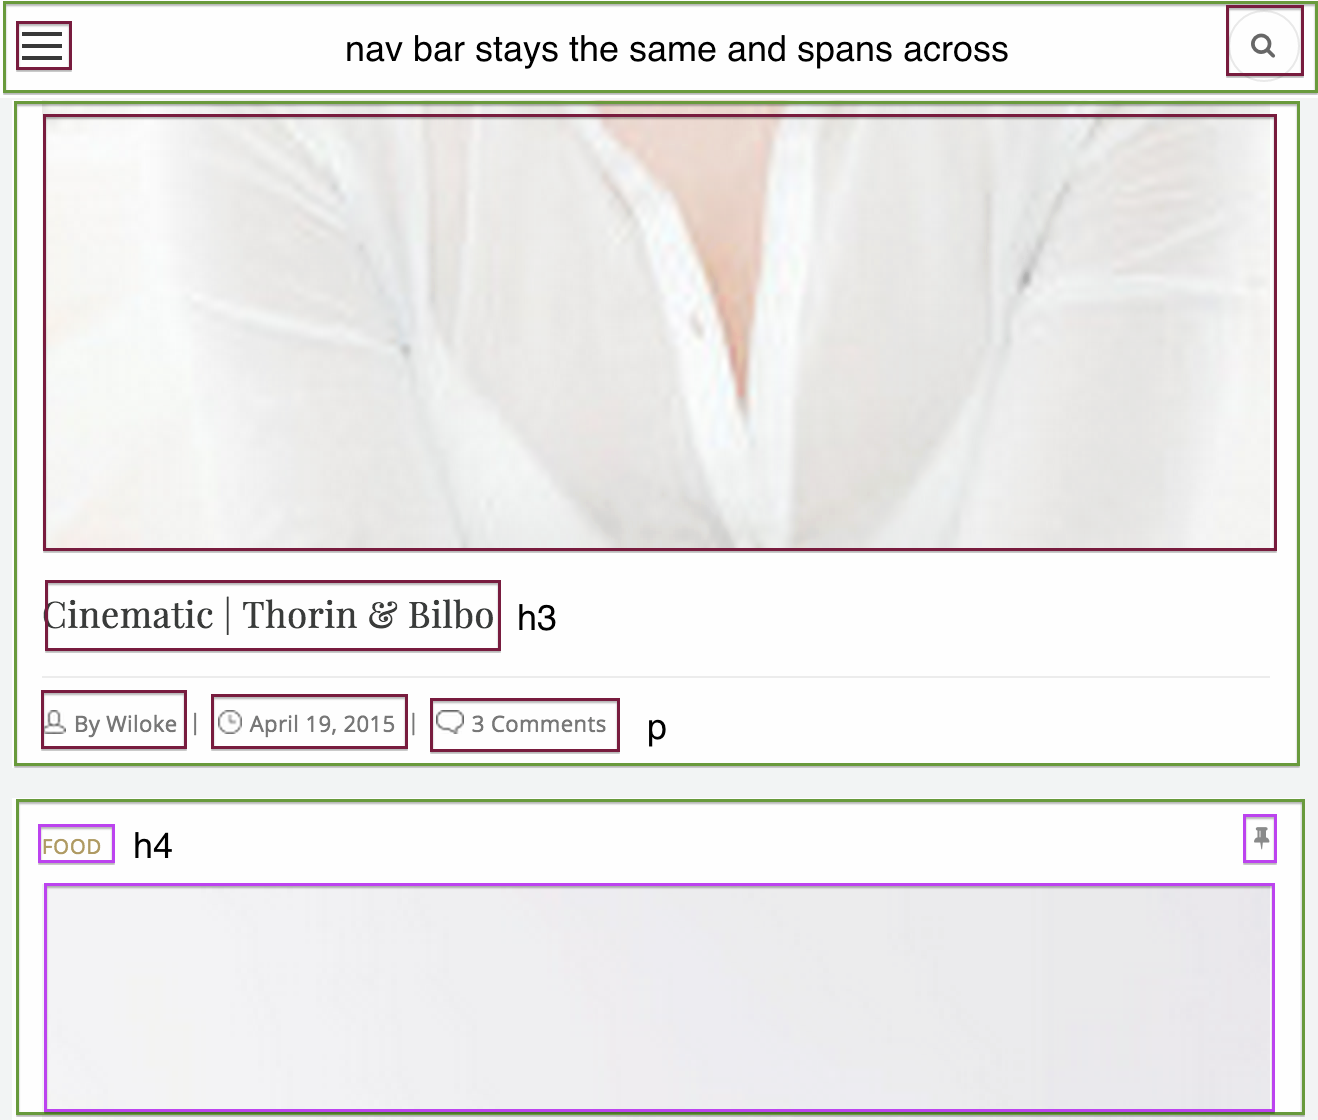 nav bar stays the same and spans across
Cinematic | Thorin & Bilbo h3
By Wiloke | April 19, 2015 | 3 Comments p
FOOD h4